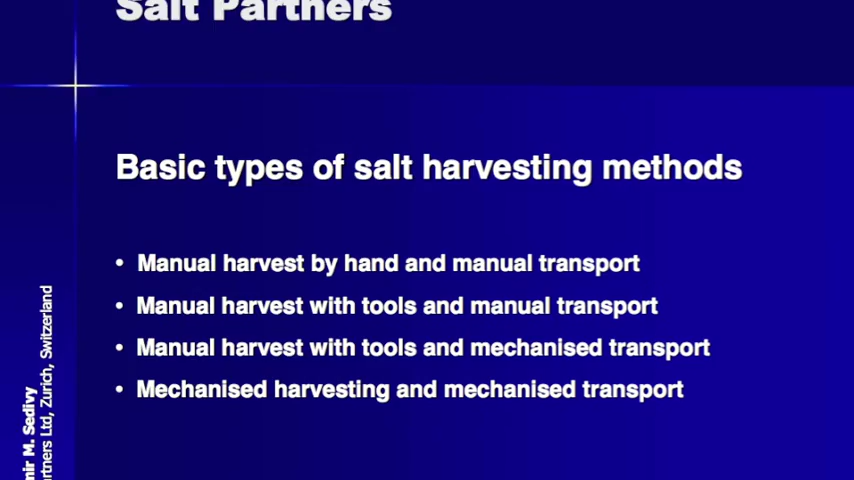 Salt Partners
Basic types of salt harvesting methods
• Manual harvest by hand and manual transport
• Manual harvest with tools and manual transport
• Manual harvest with tools and mechanised transport
• Mechanised harvesting and mechanised transport
M. Sedivy
Ltd, Zurich, Switzerland